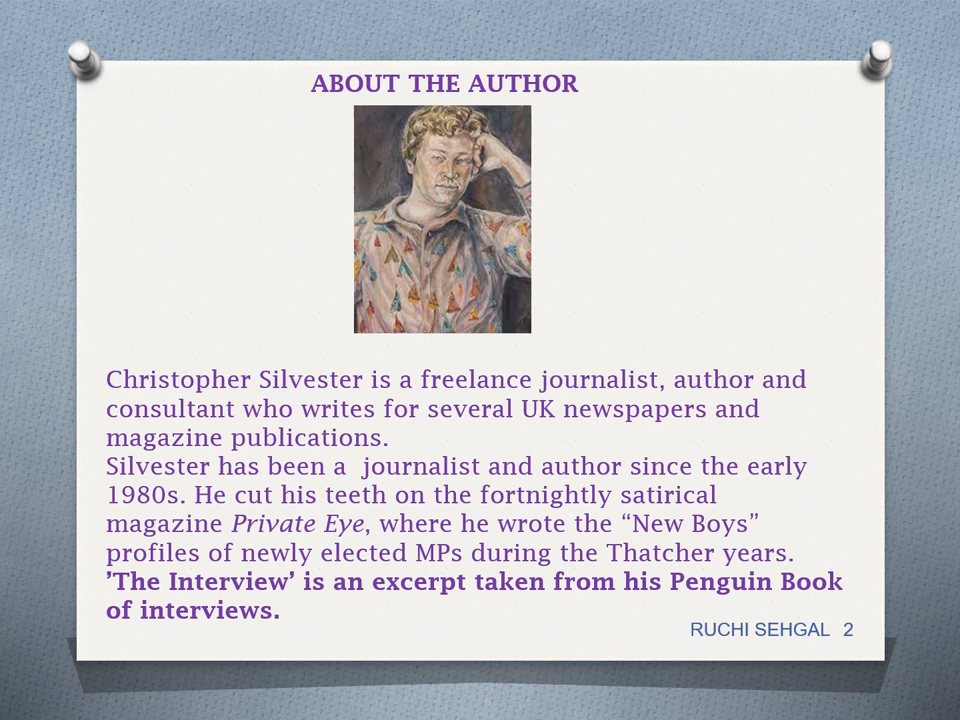 ABOUT THE AUTHOR
Christopher Silvester is a freelance journalist, author and
consultant who writes for several UK newspapers and
magazine publications.
Silvester has been a  journalist and author since the early
1980s. He cut his teeth on the fortnightly satirical
magazine Private Eye, where he wrote the “New Boys”
profiles of newly elected MPs during the Thatcher years.
’The Interview’ is an excerpt taken from his Penguin Book
of interviews.
RUCHI SEHGAL 2